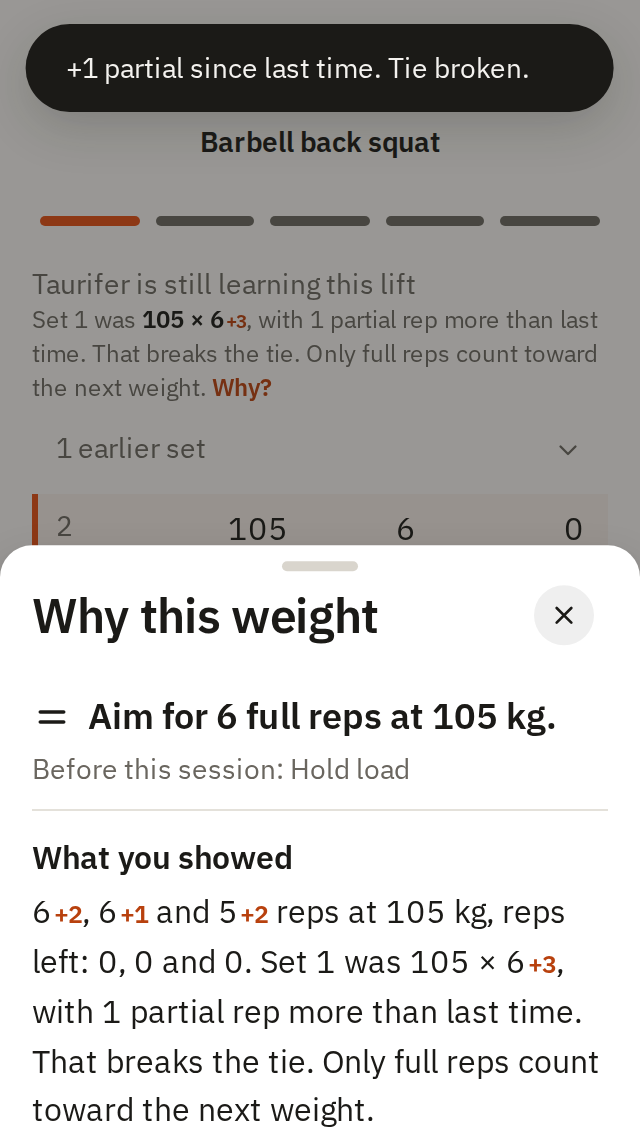 +1 partial since last time. Tie broken.
Barbell back squat
Taurifer is still learning this lift
Set 1 was 105 × 6 +3, with 1 partial rep more than last
time. That breaks the tie. Only full reps count toward
the next weight. Why?
1 earlier set
2 105 6 0
Why this weight
= Aim for 6 full reps at 105 kg.
Before this session: Hold load
What you showed
6 +2, 6 +1 and 5 +2 reps at 105 kg, reps
left: 0, 0 and 0. Set 1 was 105 × 6 +3,
with 1 partial rep more than last time.
That breaks the tie. Only full reps count
toward the next weight.